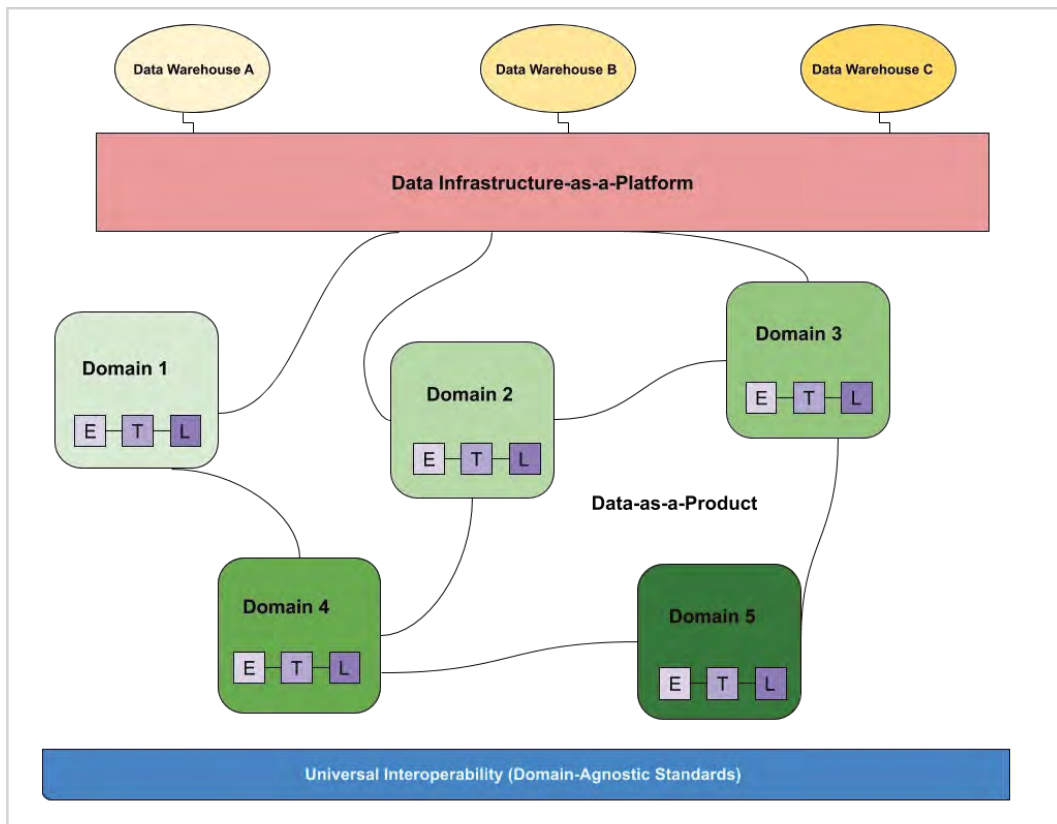 Data Warehouse A
Data Warehouse B
Data Warehouse C
Data Infrastructure-as-a-Platform
Domain 1
E T L
Domain 2
E T L
Domain 3
E T L
Data-as-a-Product
Domain 4
E T L
Domain 5
E T L
Universal Interoperability (Domain-Agnostic Standards)